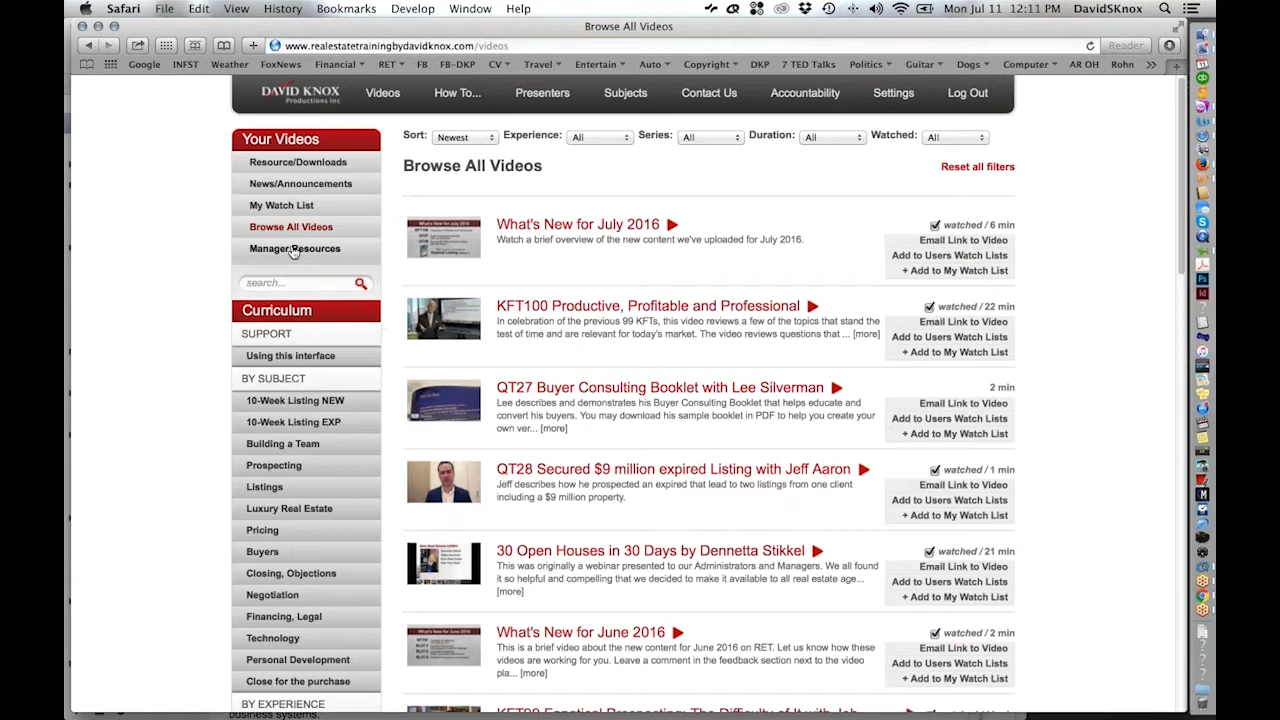 Safari File Edit View History Bookmarks Develop Window Help Mon Jul 11 12:11 PM DavidSKnox
Browse All Videos
www.realestatetrainingbydavidknox.com/videos Reader
Google INFST Weather FoxNews Financial RET FB FB-DKP CV Travel Entertain Auto Copyright DKP 7 TED Talks Politics Guitar Dogs Computer AR OH Rohn
DAVID KNOX
Productions Inc
Videos How To... Presenters Subjects Contact Us Accountability Settings Log Out
Your Videos
Resource/Downloads
News/Announcements
My Watch List
Browse All Videos
Manager Resources
search...
Curriculum
SUPPORT
Using this interface
BY SUBJECT
10-Week Listing NEW
10-Week Listing EXP
Building a Team
Prospecting
Listings
Luxury Real Estate
Pricing
Buyers
Closing, Objections
Negotiation
Financing, Legal
Technology
Personal Development
Close for the purchase
BY EXPERIENCE
business systems.
Sort: Newest Experience: All Series: All Duration: All Watched: All
Browse All Videos Reset all filters
What's New for July 2016
Watch a brief overview of the new content we've uploaded for July 2016.
watched / 6 min
Email Link to Video
Add to Users Watch Lists
+ Add to My Watch List
KFT100 Productive, Profitable and Professional
In celebration of the previous 99 KFTs, this video reviews a few of the topics that stand the
test of time and are relevant for today's market. The video reviews questions that ... [more]
watched / 22 min
Email Link to Video
Add to Users Watch Lists
+ Add to My Watch List
QT27 Buyer Consulting Booklet with Lee Silverman
Lee describes and demonstrates his Buyer Consulting Booklet that helps educate and
convert his buyers. You may download his sample booklet in PDF to help you create your
own ver... [more]
2 min
Email Link to Video
Add to Users Watch Lists
+ Add to My Watch List
QT28 Secured $9 million expired Listing with Jeff Aaron
Jeff describes how he prospected an expired that lead to two listings from one client
including a $9 million property.
watched / 1 min
Email Link to Video
Add to Users Watch Lists
+ Add to My Watch List
30 Open Houses in 30 Days by Dennetta Skikkel
This was originally a webinar presented to our Administrators and Managers. We all found
it so helpful and compelling that we decided to make it available to all real estate age...
[more]
watched / 21 min
Email Link to Video
Add to Users Watch Lists
+ Add to My Watch List
What's New for June 2016
This is a brief video about the new content for June 2016 on RET. Let us know how these
videos are working for you. Leave a comment in the feedback section next to the video
pla... [more]
watched / 2 min
Email Link to Video
Add to Users Watch Lists
+ Add to My Watch List